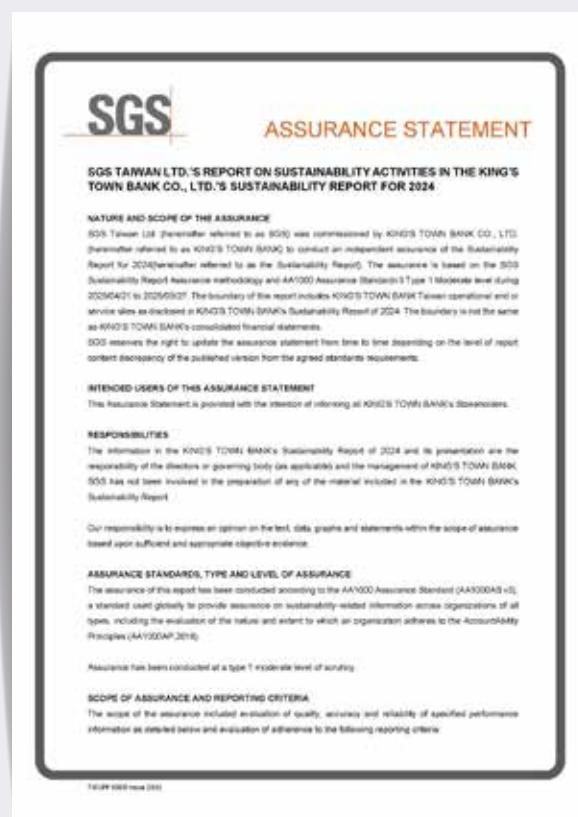 SGS
ASSURANCE STATEMENT
SGS TAIWAN LTD.'S REPORT ON SUSTAINABILITY ACTIVITIES IN THE KING'S
TOWN BANK CO., LTD.'S SUSTAINABILITY REPORT FOR 2024
NATURE AND SCOPE OF THE ASSURANCE
SGS Taiwan Ltd. (hereinafter referred to as SGS) was commissioned by KING'S TOWN BANK CO., LTD.
(hereinafter referred to as KING'S TOWN BANK) to conduct an independent assurance of the Sustainability
Report for 2024(hereinafter referred to as the Sustainability Report). The assurance is based on the SGS
Sustainability Report Assurance methodology and AA1000 Assurance Standard v3 Type 1 Moderate level during
to The boundary of this report includes KING'S TOWN BANK Taiwan operational and/or
service sites as disclosed in KING'S TOWN BANK's Sustainability Report of 2024. The boundary is not the same
as KING'S TOWN BANK's consolidated financial statements.
SGS reserves the right to update the assurance statement from time to time depending on the level of report
content discrepancy of the published version from the agreed standards requirements.
INTENDED USERS OF THIS ASSURANCE STATEMENT
This Assurance Statement is provided with the intention of informing all KING'S TOWN BANK's Stakeholders.
RESPONSIBILITIES
The information in the KING'S TOWN BANK's Sustainability Report of 2024 and its presentation are the
responsibility of the directors or governing body (as applicable) and the management of KING'S TOWN BANK.
SGS has not been involved in the preparation of any of the material included in the KING'S TOWN BANK's
Sustainability Report.
Our responsibility is to express an opinion on the text, data, graphs and statements within the scope of assurance
based upon sufficient and appropriate objective evidence.
ASSURANCE STANDARDS, TYPE AND LEVEL OF ASSURANCE
The assurance of this report has been conducted according to the AA1000 Assurance Standard (AA1000AS v3),
a standard used globally to provide assurance on sustainability-related information across organizations of all
types, including the evaluation of the nature and extent to which an organization adheres to the AccountAbility
Principles (AA1000AP, 2018).
Assurance has been conducted at a type 1 moderate level of scrutiny.
SCOPE OF ASSURANCE AND REPORTING CRITERIA
The scope of the assurance included evaluation of quality, accuracy and reliability of specified performance
information as detailed below and evaluation of adherence to the following reporting criteria: